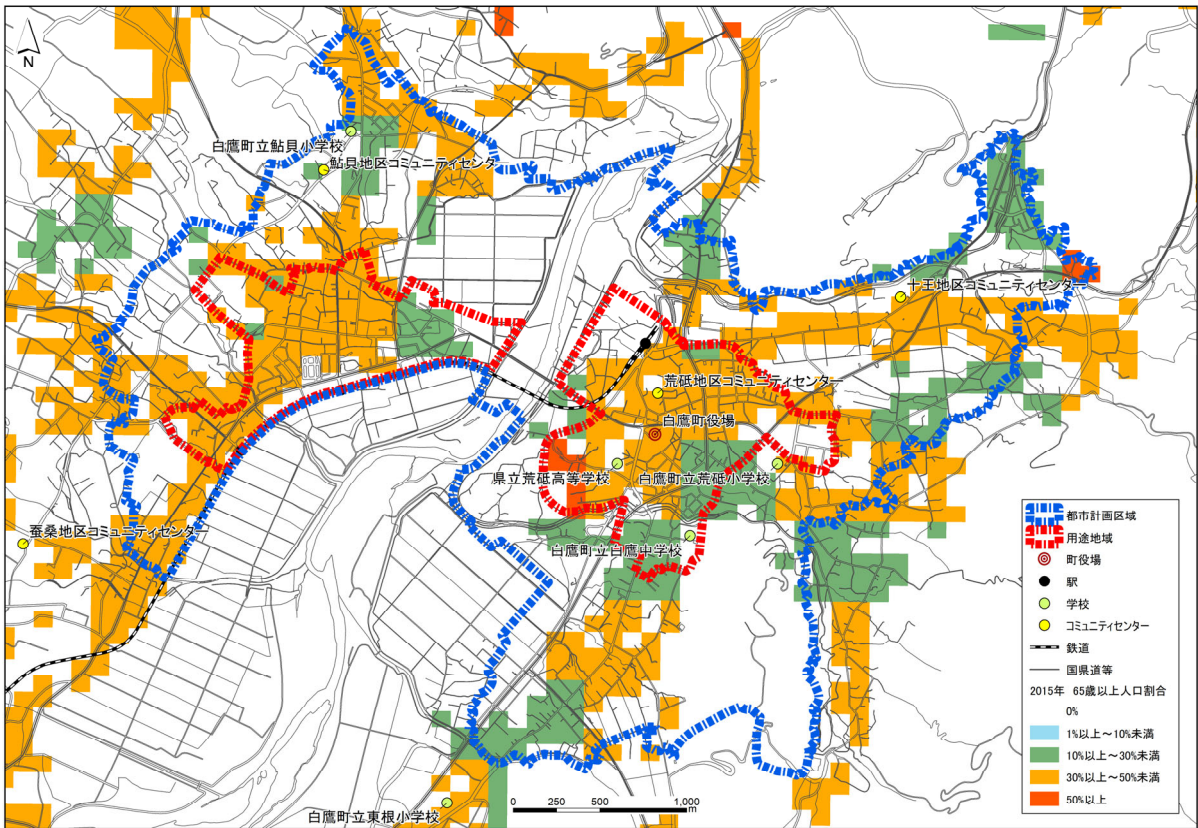 N
白鷹町立鮎貝小学校
鮎貝地区コミュニティセンター
十王地区コミュニティセンター
荒砥地区コミュニティセンター
白鷹町役場
県立荒砥高等学校
白鷹町立荒砥小学校
蚕桑地区コミュニティセンター
白鷹町立白鷹中学校
白鷹町立東根小学校
0 250 500 1,000
m
都市計画区域
用途地域
町役場
駅
学校
コミュニティセンター
鉄道
国県道等
2015年 65歳以上人口割合
0%
1%以上~10%未満
10%以上~30%未満
30%以上~50%未満
50%以上